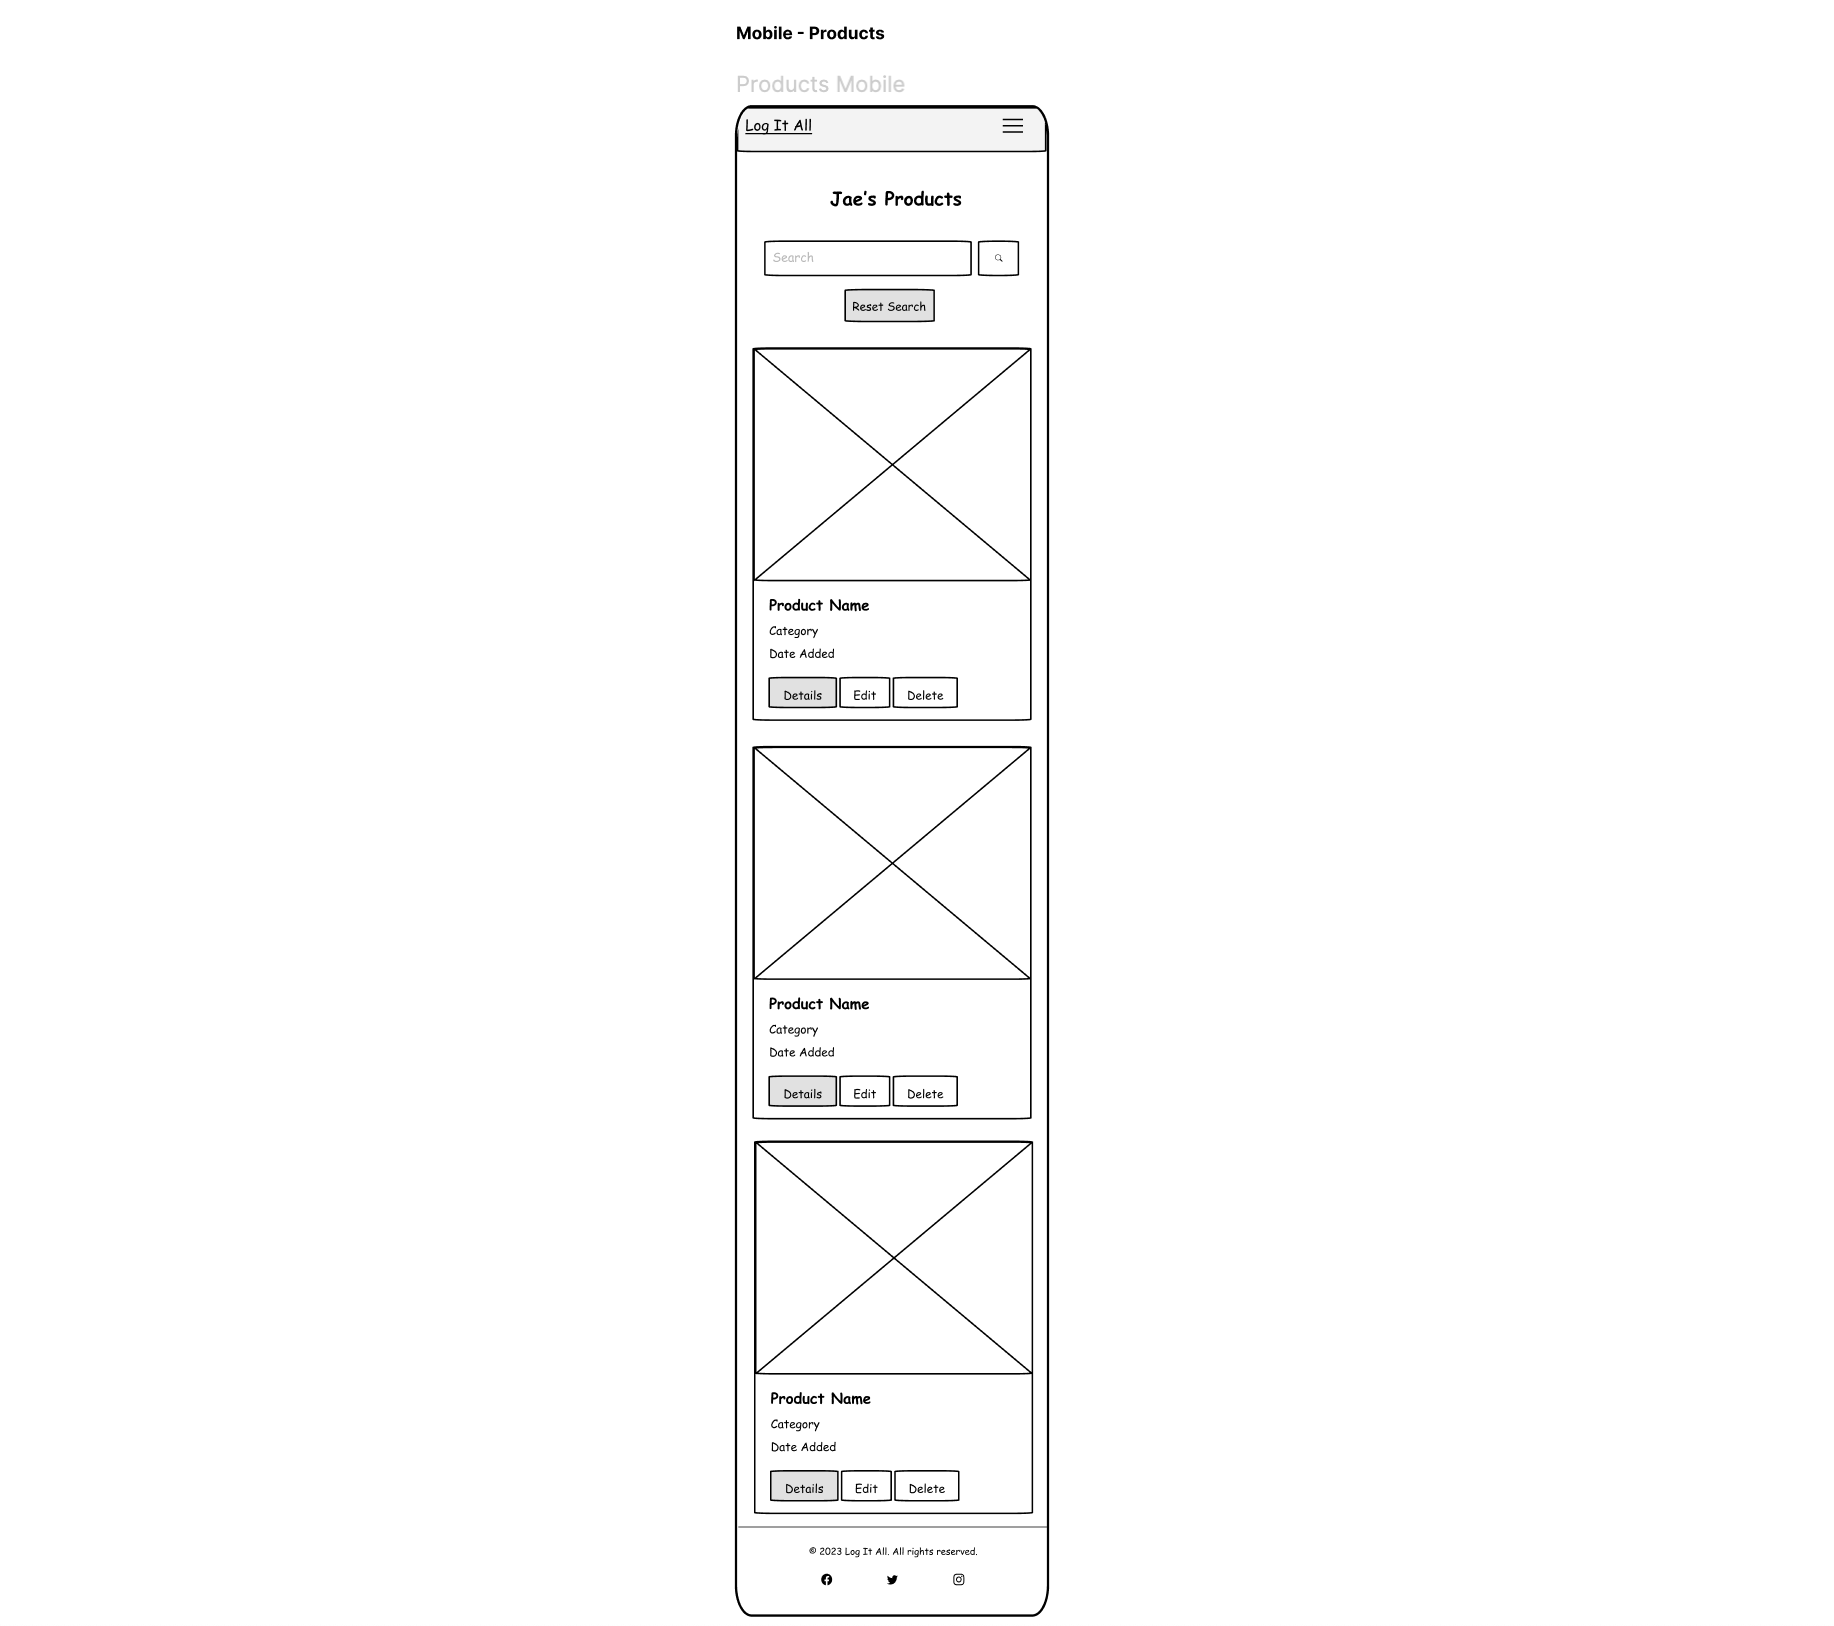 Mobile - Products
Products Mobile
Log It All
Jae's Products
Search
Reset Search
Product Name
Category
Date Added
Details Edit Delete
Product Name
Category
Date Added
Details Edit Delete
Product Name
Category
Date Added
Details Edit Delete
© 2023 Log It All. All rights reserved.